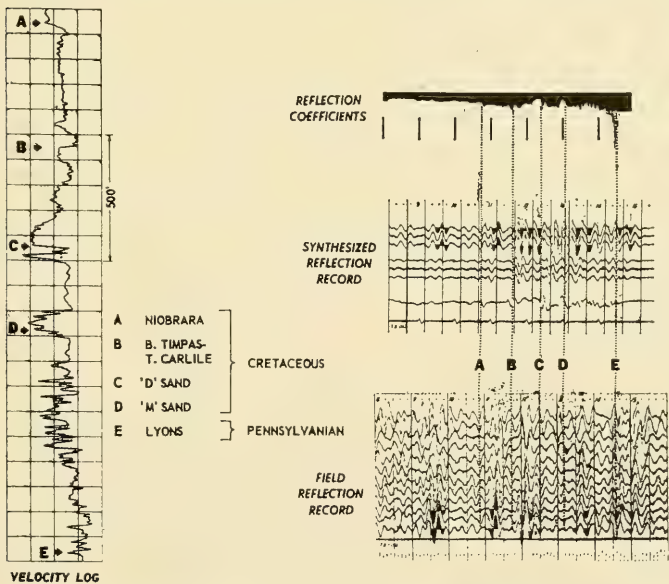 A
B
500'
C
D
E
VELOCITY LOG
A NIOBRARA
B B. TIMPAS-
T. CARLILE
C 'D' SAND
D 'M' SAND
CRETACEOUS
E LYONS
PENNSYLVANIAN
REFLECTION
COEFFICIENTS
SYNTHESIZED
REFLECTION
RECORD
A B C D E
FIELD
REFLECTION
RECORD